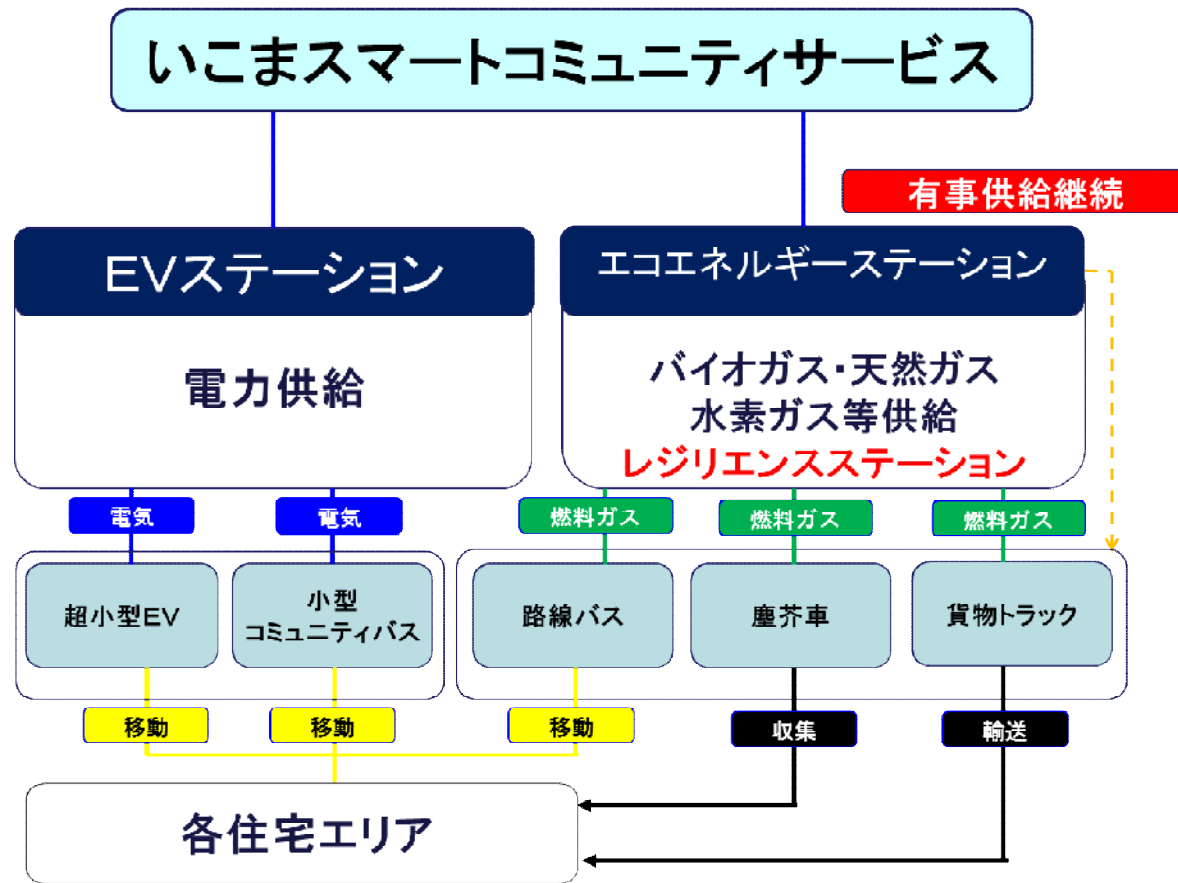 いこまスマートコミュニティサービス
有事供給継続
EVステーション
エコエネルギーステーション
電力供給
バイオガス・天然ガス
水素ガス等供給
レジリエンスステーション
電気
電気
燃料ガス
燃料ガス
燃料ガス
超小型EV
小型
コミュニティバス
路線バス
塵芥車
貨物トラック
移動
移動
移動
収集
輸送
各住宅エリア